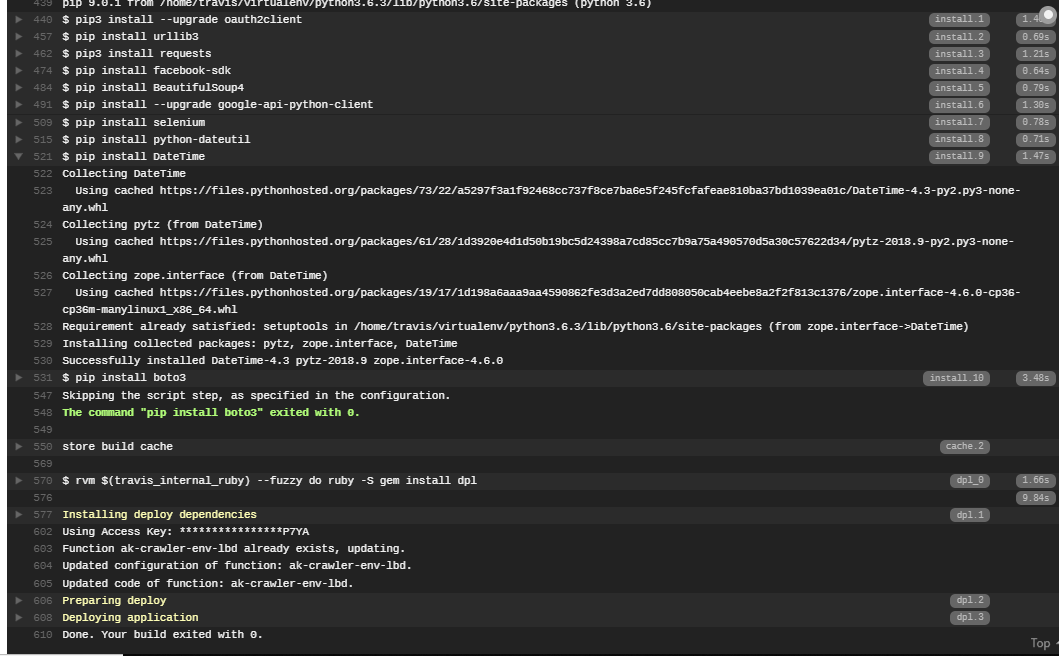 439 pip 9.0.1 from /home/travis/virtualenv/python3.6.3/lib/python3.6/site-packages (python 3.6)
440 $ pip3 install --upgrade oauth2client install.1
457 $ pip install urllib3 install.2 0.69s
462 $ pip3 install requests install.3 1.21s
474 $ pip install facebook-sdk install.4 0.64s
484 $ pip install BeautifulSoup4 install.5 0.79s
491 $ pip install --upgrade google-api-python-client install.6 1.30s
509 $ pip install selenium install.7 0.78s
515 $ pip install python-dateutil install.8 0.71s
521 $ pip install DateTime install.9 1.47s
522 Collecting DateTime
523 Using cached https://files.pythonhosted.org/packages/73/22/a5297f3a1f92468cc737f8ce7ba6e5f245fcfafeae810ba37bd1039ea01c/DateTime-4.3-py2.py3-none-
any.whl
524 Collecting pytz (from DateTime)
525 Using cached https://files.pythonhosted.org/packages/61/28/1d3920e4d1d50b19bc5d24398a7cd85cc7b9a75a490570d5a30c57622d34/pytz-2018.9-py2.py3-none-
any.whl
526 Collecting zope.interface (from DateTime)
527 Using cached https://files.pythonhosted.org/packages/19/17/1d198a6aaa9aa4590862fe3d3a2ed7dd808050cab4eebe8a2f2f813c1376/zope.interface-4.6.0-cp36-
cp36m-manylinux1_x86_64.whl
528 Requirement already satisfied: setuptools in /home/travis/virtualenv/python3.6.3/lib/python3.6/site-packages (from zope.interface->DateTime)
529 Installing collected packages: pytz, zope.interface, DateTime
530 Successfully installed DateTime-4.3 pytz-2018.9 zope.interface-4.6.0
531 $ pip install boto3 install.10 3.48s
547 Skipping the script step, as specified in the configuration.
548 The command "pip install boto3" exited with 0.
549
550 store build cache cache.2
569
570 $ rvm $(travis_internal_ruby) --fuzzy do ruby -S gem install dpl dpl_0 1.66s
576 9.84s
577 Installing deploy dependencies dpl.1
602 Using Access Key: ****************P7YA
603 Function ak-crawler-env-lbd already exists, updating.
604 Updated configuration of function: ak-crawler-env-lbd.
605 Updated code of function: ak-crawler-env-lbd.
606 Preparing deploy dpl.2
608 Deploying application dpl.3
610 Done. Your build exited with 0.
Top